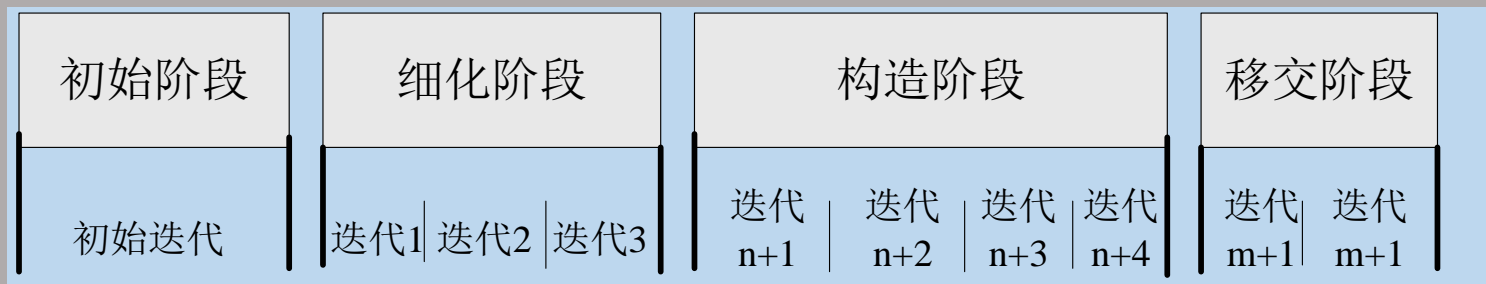 初始阶段
细化阶段
构造阶段
移交阶段
初始迭代
迭代1
迭代2
迭代3
迭代
n+1
迭代
n+2
迭代
n+3
迭代
n+4
迭代
m+1
迭代
m+1